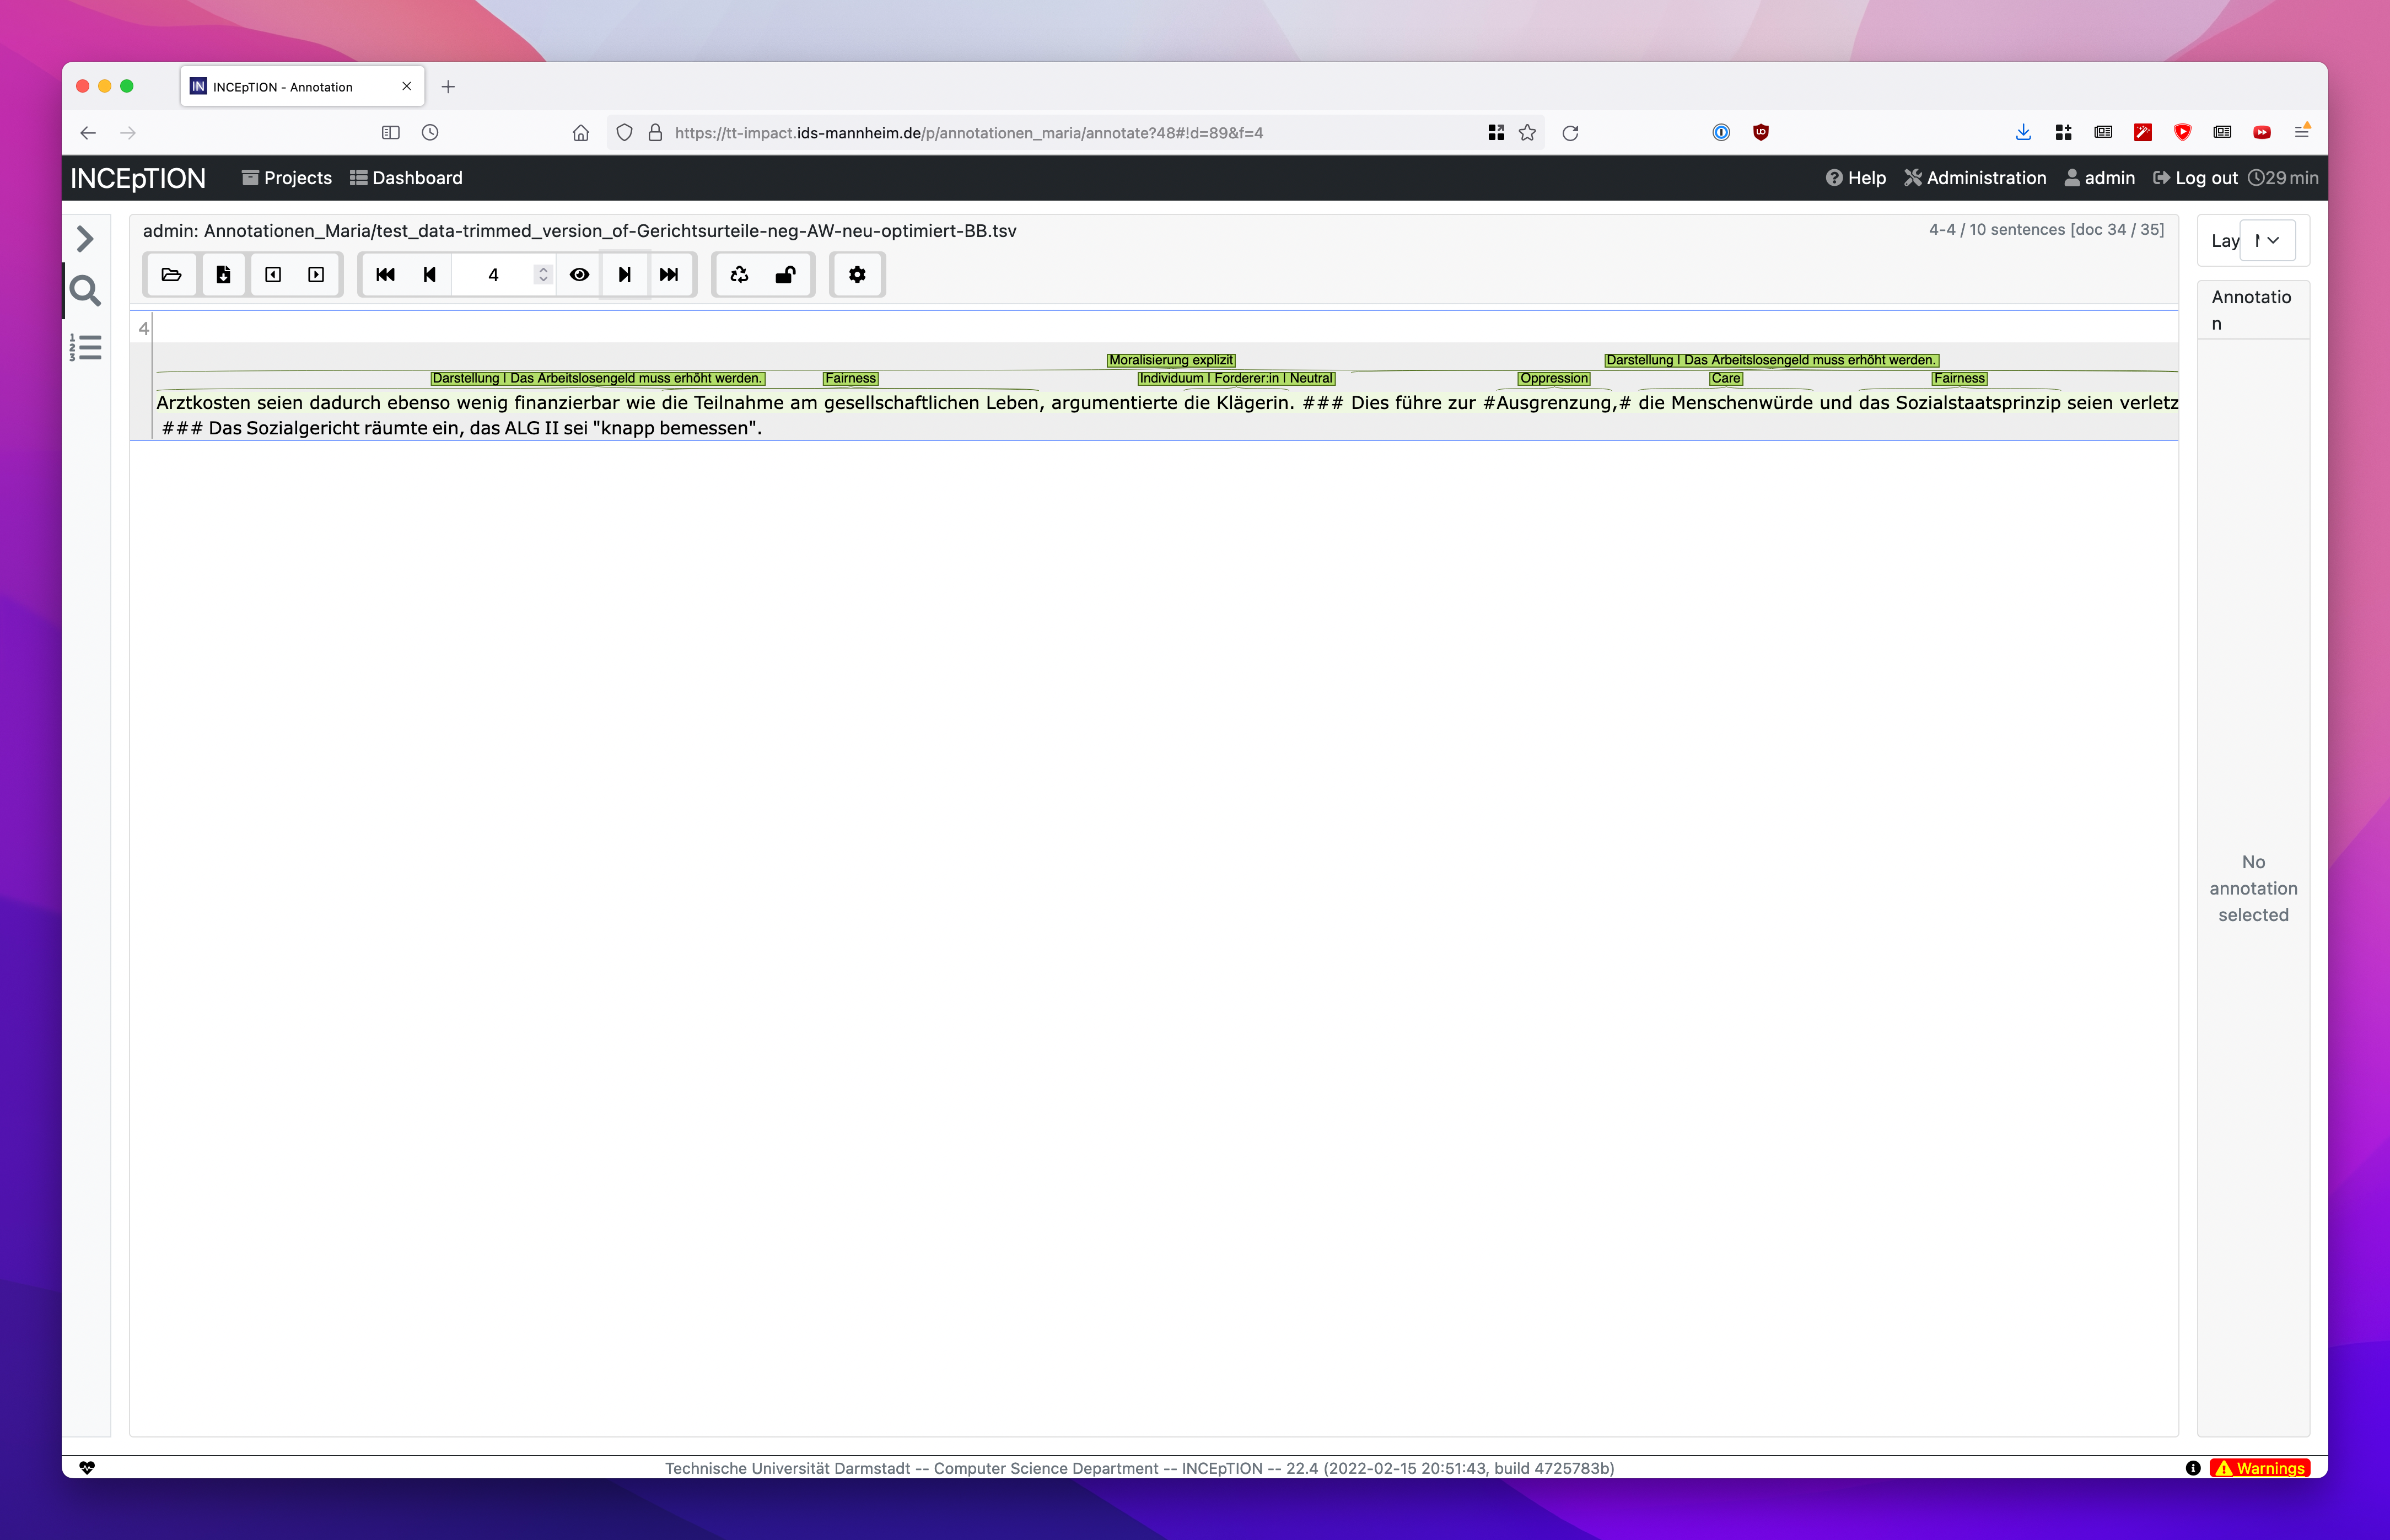 INCEpTION - Annotation
https://tt-impact.ids-mannheim.de/p/annotationen_maria/annotate?48#!d=89&f=4
INCEpTION Projects Dashboard Help Administration admin Log out 29 min
admin: Annotationen_Maria/test_data-trimmed_version_of-Gerichtsurteile-neg-AW-neu-optimiert-BB.tsv
4-4 / 10 sentences [doc 34 / 35]
4
Lay
Annotatio
n
4
Moralisierung explizit Darstellung | Das Arbeitslosengeld muss erhöht werden.
Darstellung | Das Arbeitslosengeld muss erhöht werden. Fairness Individuum | Forderer:in | Neutral Oppression Care Fairness
Arztkosten seien dadurch ebenso wenig finanzierbar wie die Teilnahme am gesellschaftlichen Leben, argumentierte die Klägerin. ### Dies führe zur #Ausgrenzung,# die Menschenwürde und das Sozialstaatsprinzip seien verletz
### Das Sozialgericht räumte ein, das ALG II sei "knapp bemessen".
No
annotation
selected
Technische Universität Darmstadt -- Computer Science Department -- INCEpTION -- 22.4 (2022-02-15 20:51:43, build 4725783b)
Warnings